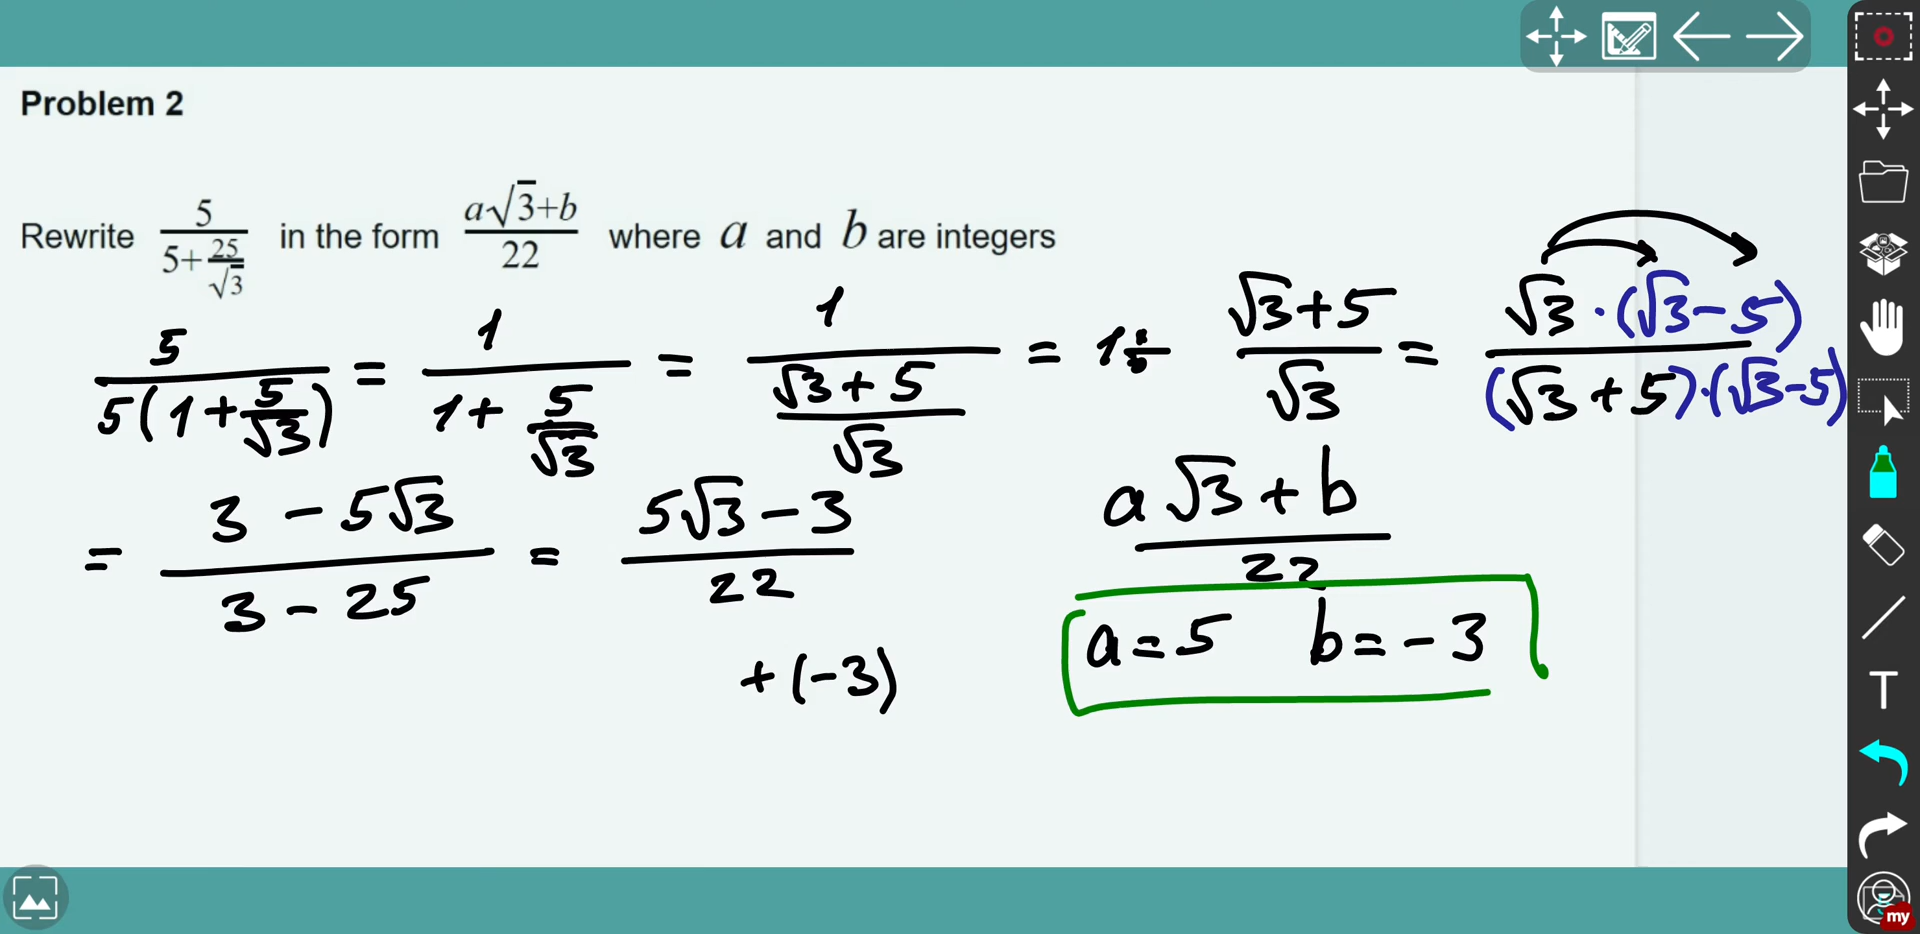 Problem 2
Rewrite 5/(5+25/√3) in the form (a√3+b)/22 where a and b are integers
5/(5(1+5/√3)) = 1/(1+5/√3) = 1/((√3+5)/√3) = 1÷ (√3+5)/√3 = (√3·(√3-5))/((√3+5)·(√3-5))
= (3-5√3)/(3-25) = (5√3-3)/22
(a√3+b)/22
+(-3)
a=5 b=-3
T
my